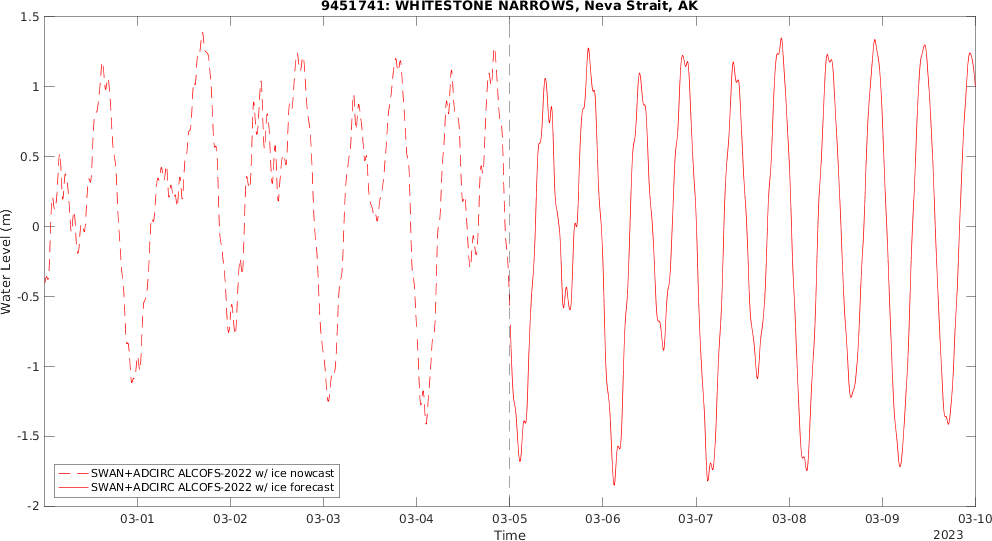 9451741: WHITESTONE NARROWS, Neva Strait, AK
1.5
1
0.5
0
-0.5
-1
-1.5
-2
Water Level (m)
SWAN+ADCIRC ALCOFS-2022 w/ ice nowcast
SWAN+ADCIRC ALCOFS-2022 w/ ice forecast
03-01 03-02 03-03 03-04 03-05 03-06 03-07 03-08 03-09 03-10
Time
2023